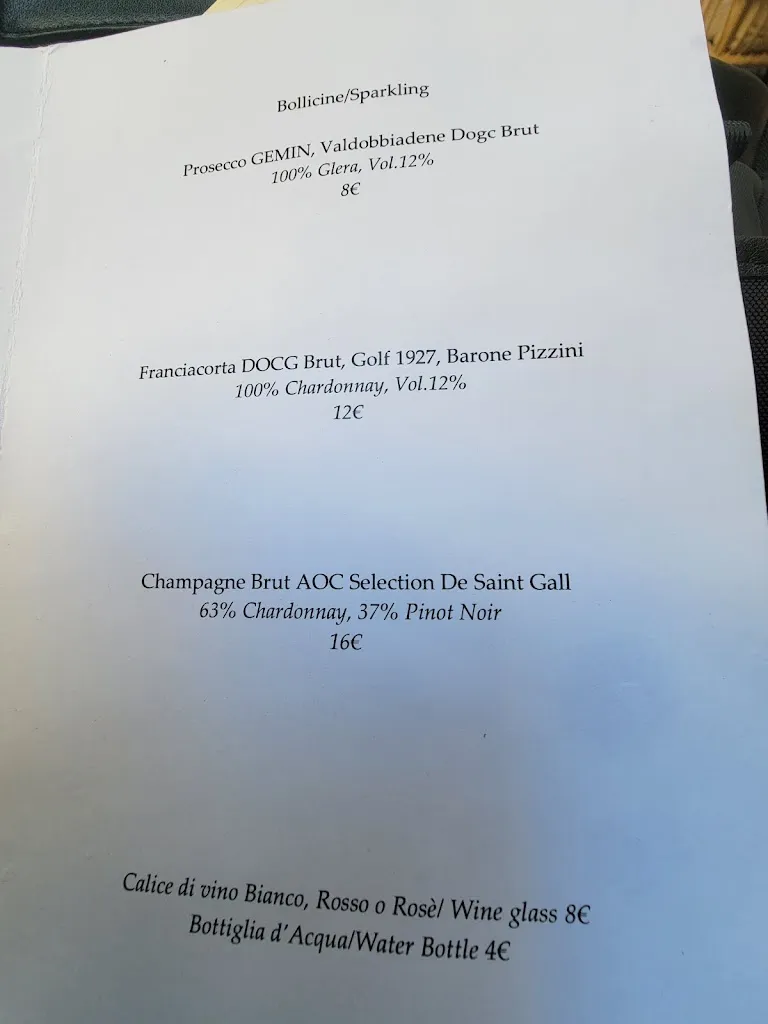 Bollicine/Sparkling
Prosecco GEMIN, Valdobbiadene Dogc Brut
100% Glera, Vol.12%
8€
Franciacorta DOCG Brut, Golf 1927, Barone Pizzini
100% Chardonnay, Vol.12%
12€
Champagne Brut AOC Selection De Saint Gall
63% Chardonnay, 37% Pinot Noir
16€
Calice di vino Bianco, Rosso o Rosè/ Wine glass 8€
Bottiglia d'Acqua/Water Bottle 4€